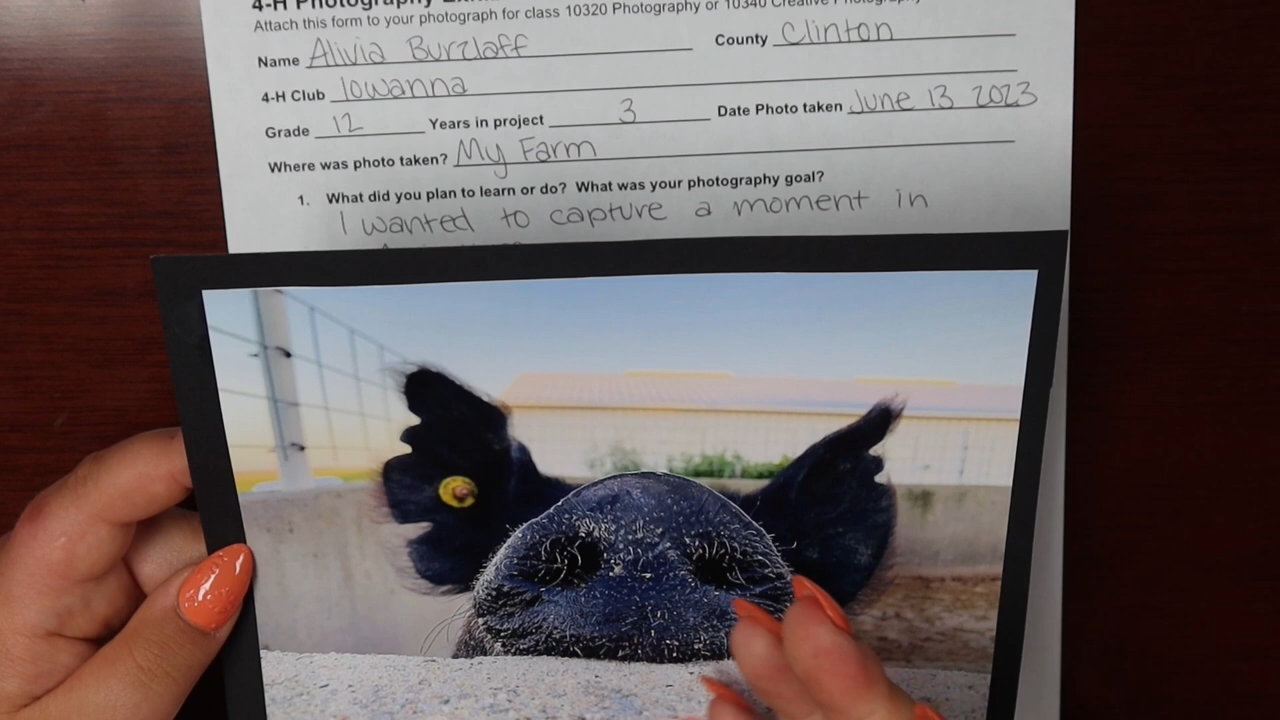 4-H Photography
Attach this form to your photograph for class 10320 Photography or 10340 Creative Photography
Name Alivia Burzlaff County Clinton
4-H Club Iowanna
Grade 12 Years in project 3 Date Photo taken June 13 2023
Where was photo taken? My Farm
1. What did you plan to learn or do? What was your photography goal?
I wanted to capture a moment in